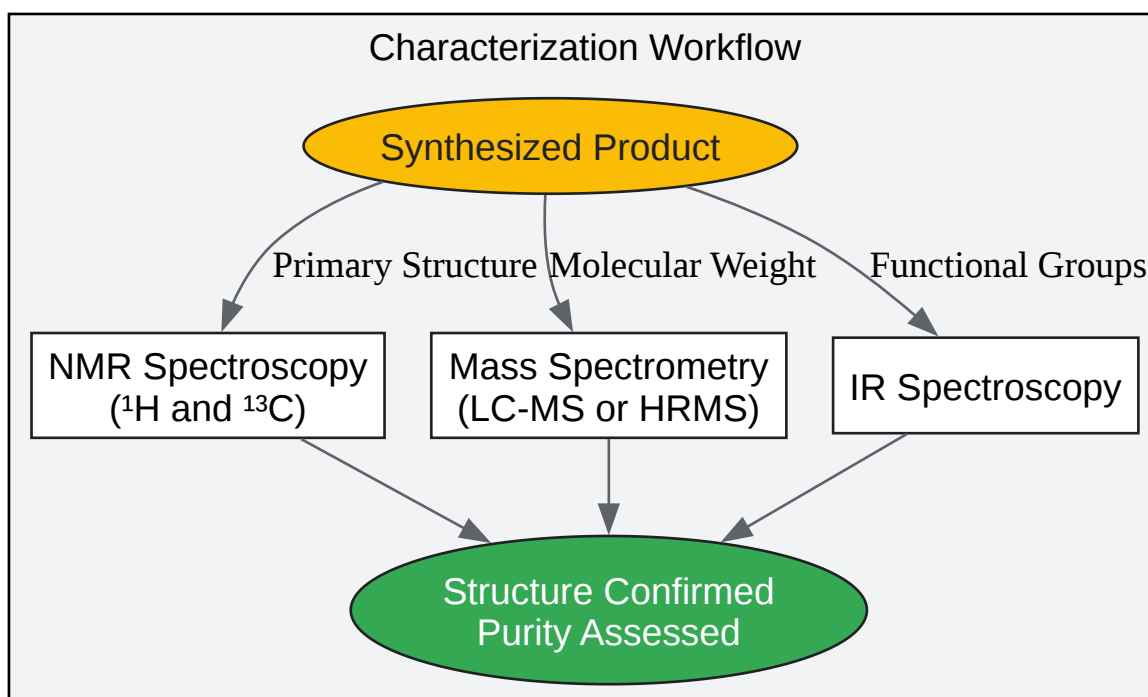 Characterization Workflow
Synthesized Product
Primary Structure
Molecular Weight
Functional Groups
NMR Spectroscopy
(¹H and ¹³C)
Mass Spectrometry
(LC-MS or HRMS)
IR Spectroscopy
Structure Confirmed
Purity Assessed